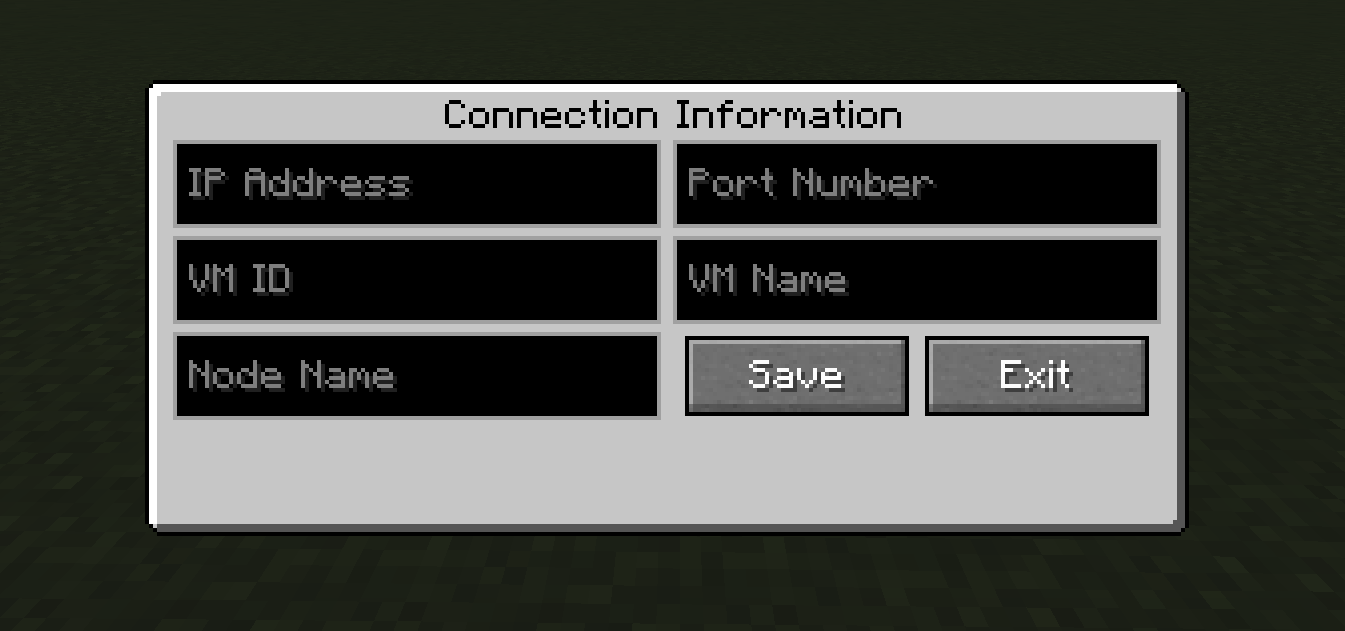 Connection Information
IP Address
Port Number
VM ID
VM Name
Node Name
Save
Exit